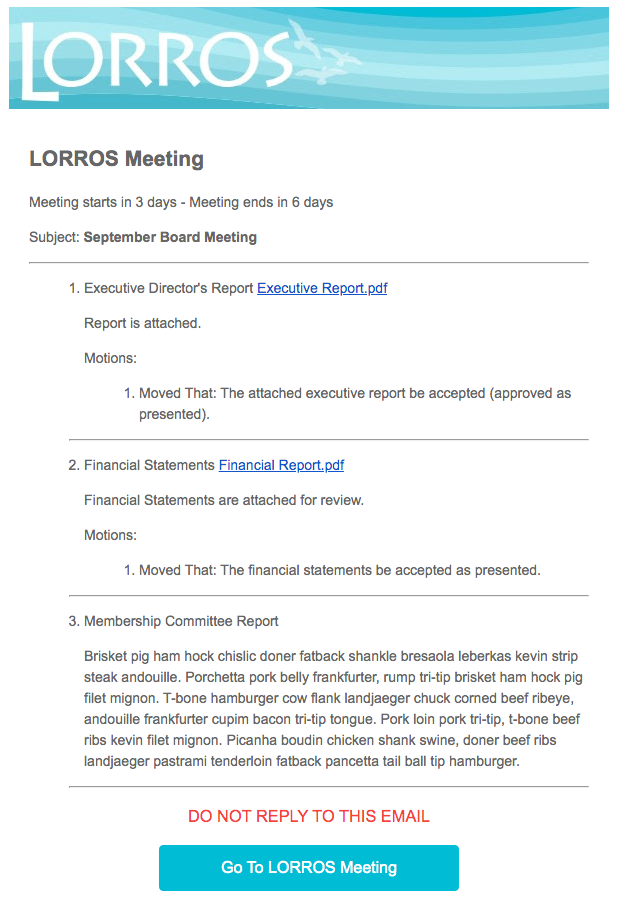 LORROS
LORROS Meeting
Meeting starts in 3 days - Meeting ends in 6 days
Subject: September Board Meeting
1. Executive Director's Report Executive Report.pdf
Report is attached.
Motions:
1. Moved That: The attached executive report be accepted (approved as
presented).
2. Financial Statements Financial Report.pdf
Financial Statements are attached for review.
Motions:
1. Moved That: The financial statements be accepted as presented.
3. Membership Committee Report
Brisket pig ham hock chislic doner fatback shankle bresaola leberkas kevin strip
steak andouille. Porchetta pork belly frankfurter, rump tri-tip brisket ham hock pig
filet mignon. T-bone hamburger cow flank landjaeger chuck corned beef ribeye,
andouille frankfurter cupim bacon tri-tip tongue. Pork loin pork tri-tip, t-bone beef
ribs kevin filet mignon. Picanha boudin chicken shank swine, doner beef ribs
landjaeger pastrami tenderloin fatback pancetta tail ball tip hamburger.
DO NOT REPLY TO THIS EMAIL
Go To LORROS Meeting